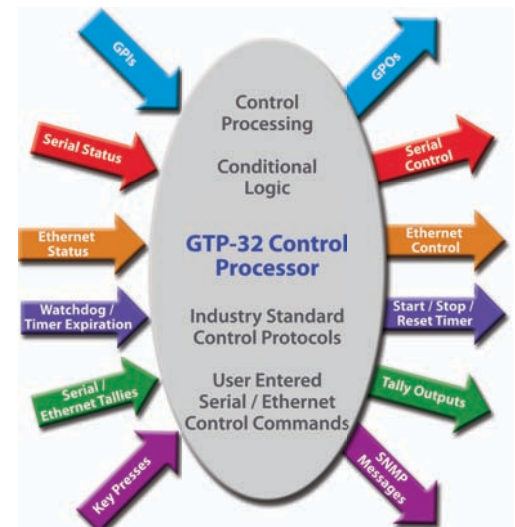 GPIs
Serial Status
Ethernet
Status
Watchdog /
Timer Expiration
Serial /
Ethernet Tallies
Key Presses
Control
Processing
Conditional
Logic
GTP-32 Control
Processor
Industry Standard
Control Protocols
User Entered
Serial / Ethernet
Control Commands
GPOs
Serial
Control
Ethernet
Control
Start / Stop /
Reset Timer
Tally Outputs
SNMP
Messages